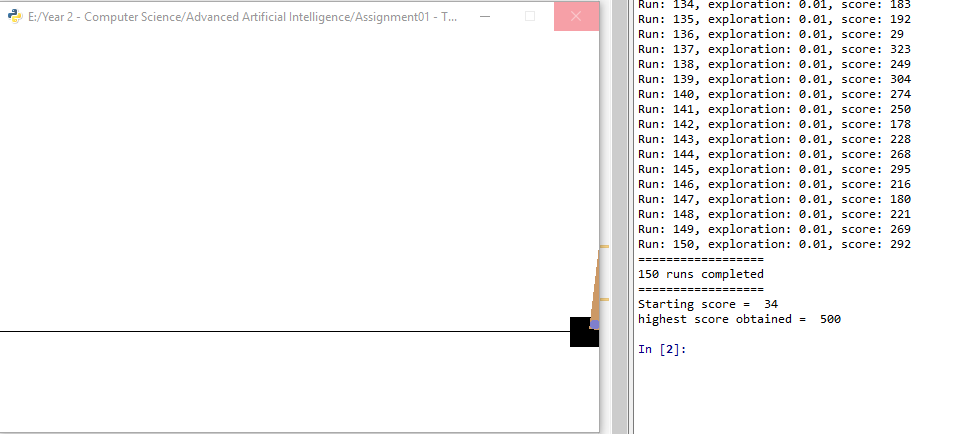 E:/Year 2 - Computer Science/Advanced Artificial Intelligence/Assignment01 - T...
Run: 134, exploration: 0.01, score: 183
Run: 135, exploration: 0.01, score: 192
Run: 136, exploration: 0.01, score: 29
Run: 137, exploration: 0.01, score: 323
Run: 138, exploration: 0.01, score: 249
Run: 139, exploration: 0.01, score: 304
Run: 140, exploration: 0.01, score: 274
Run: 141, exploration: 0.01, score: 250
Run: 142, exploration: 0.01, score: 178
Run: 143, exploration: 0.01, score: 228
Run: 144, exploration: 0.01, score: 268
Run: 145, exploration: 0.01, score: 295
Run: 146, exploration: 0.01, score: 216
Run: 147, exploration: 0.01, score: 180
Run: 148, exploration: 0.01, score: 221
Run: 149, exploration: 0.01, score: 269
Run: 150, exploration: 0.01, score: 292
==================
150 runs completed
==================
Starting score =  34
highest score obtained =  500
In [2]: